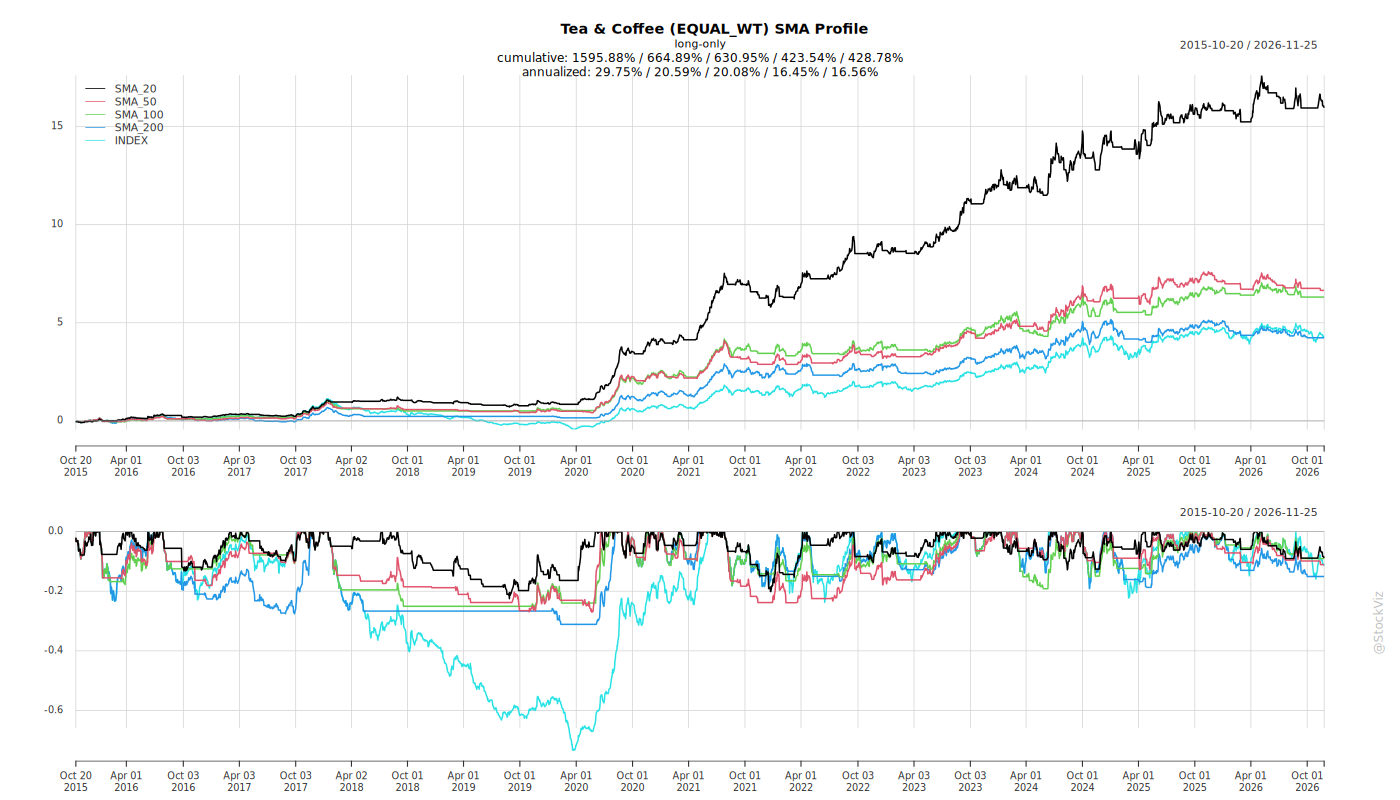 Tea & Coffee (EQUAL_WT) SMA Profile
long-only
cumulative: 1595.88% / 664.89% / 630.95% / 423.54% / 428.78%
annualized: 29.75% / 20.59% / 20.08% / 16.45% / 16.56%
2015-10-20 / 2026-11-25
SMA_20
SMA_50
SMA_100
SMA_200
INDEX
15
10
5
0
Oct 20 Apr 01 Oct 03 Apr 03 Oct 03 Apr 02 Oct 01 Apr 01 Oct 01 Apr 01 Oct 01 Apr 01 Oct 01 Apr 01 Oct 03 Apr 03 Oct 03 Apr 01 Oct 01 Apr 01 Oct 01 Apr 01 Oct 01
2015 2016 2016 2017 2017 2018 2018 2019 2019 2020 2020 2021 2021 2022 2022 2023 2023 2024 2024 2025 2025 2026 2026
2015-10-20 / 2026-11-25
0.0
-0.2
-0.4
-0.6
Oct 20 Apr 01 Oct 03 Apr 03 Oct 03 Apr 02 Oct 01 Apr 01 Oct 01 Apr 01 Oct 01 Apr 01 Oct 01 Apr 01 Oct 03 Apr 03 Oct 03 Apr 01 Oct 01 Apr 01 Oct 01 Apr 01 Oct 01
2015 2016 2016 2017 2017 2018 2018 2019 2019 2020 2020 2021 2021 2022 2022 2023 2023 2024 2024 2025 2025 2026 2026
@StockViz